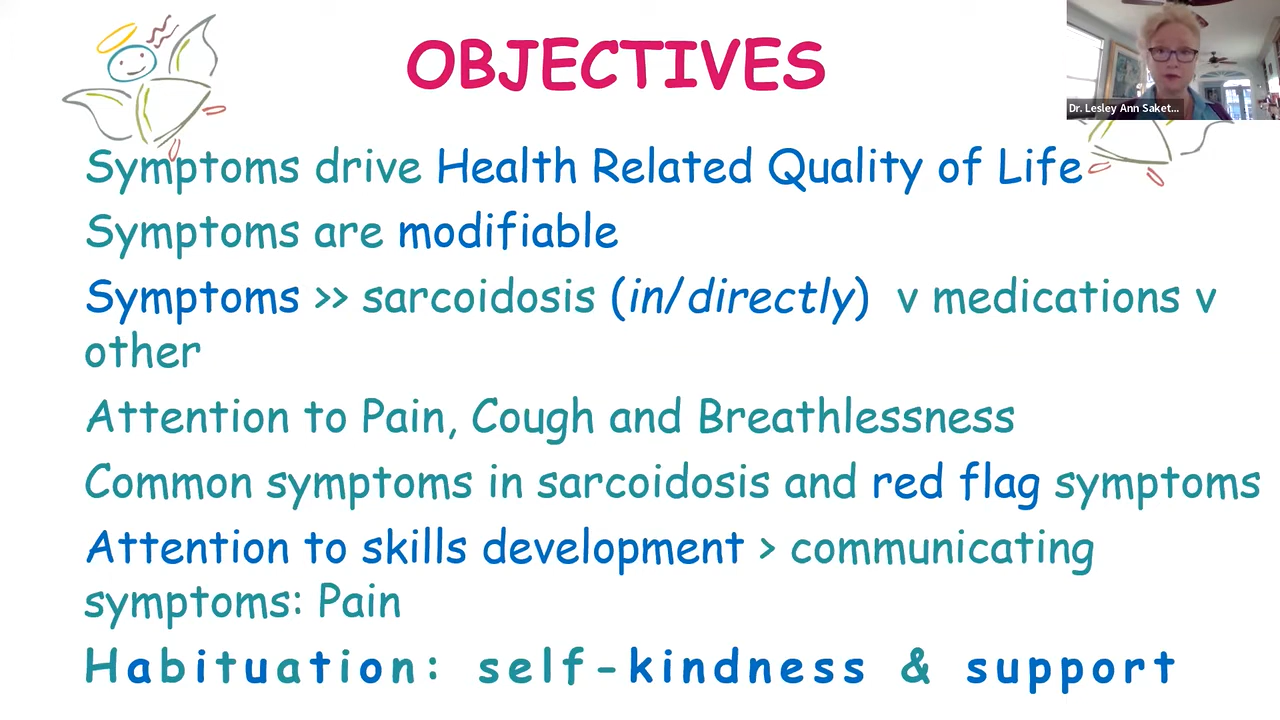 OBJECTIVES
Dr. Lesley Ann Saket...
Symptoms drive Health Related Quality of Life
Symptoms are modifiable
Symptoms >> sarcoidosis (in/directly) v medications v
other
Attention to Pain, Cough and Breathlessness
Common symptoms in sarcoidosis and red flag symptoms
Attention to skills development > communicating
symptoms: Pain
Habituation: self-kindness & support